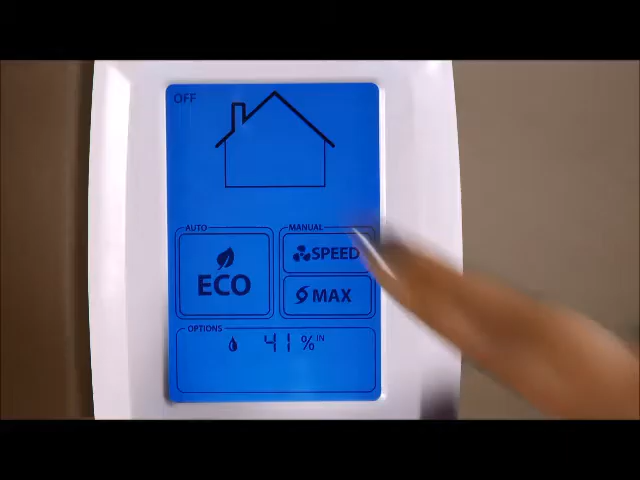 OFF
AUTO
MANUAL
SPEED
ECO
MAX
OPTIONS
41 % IN